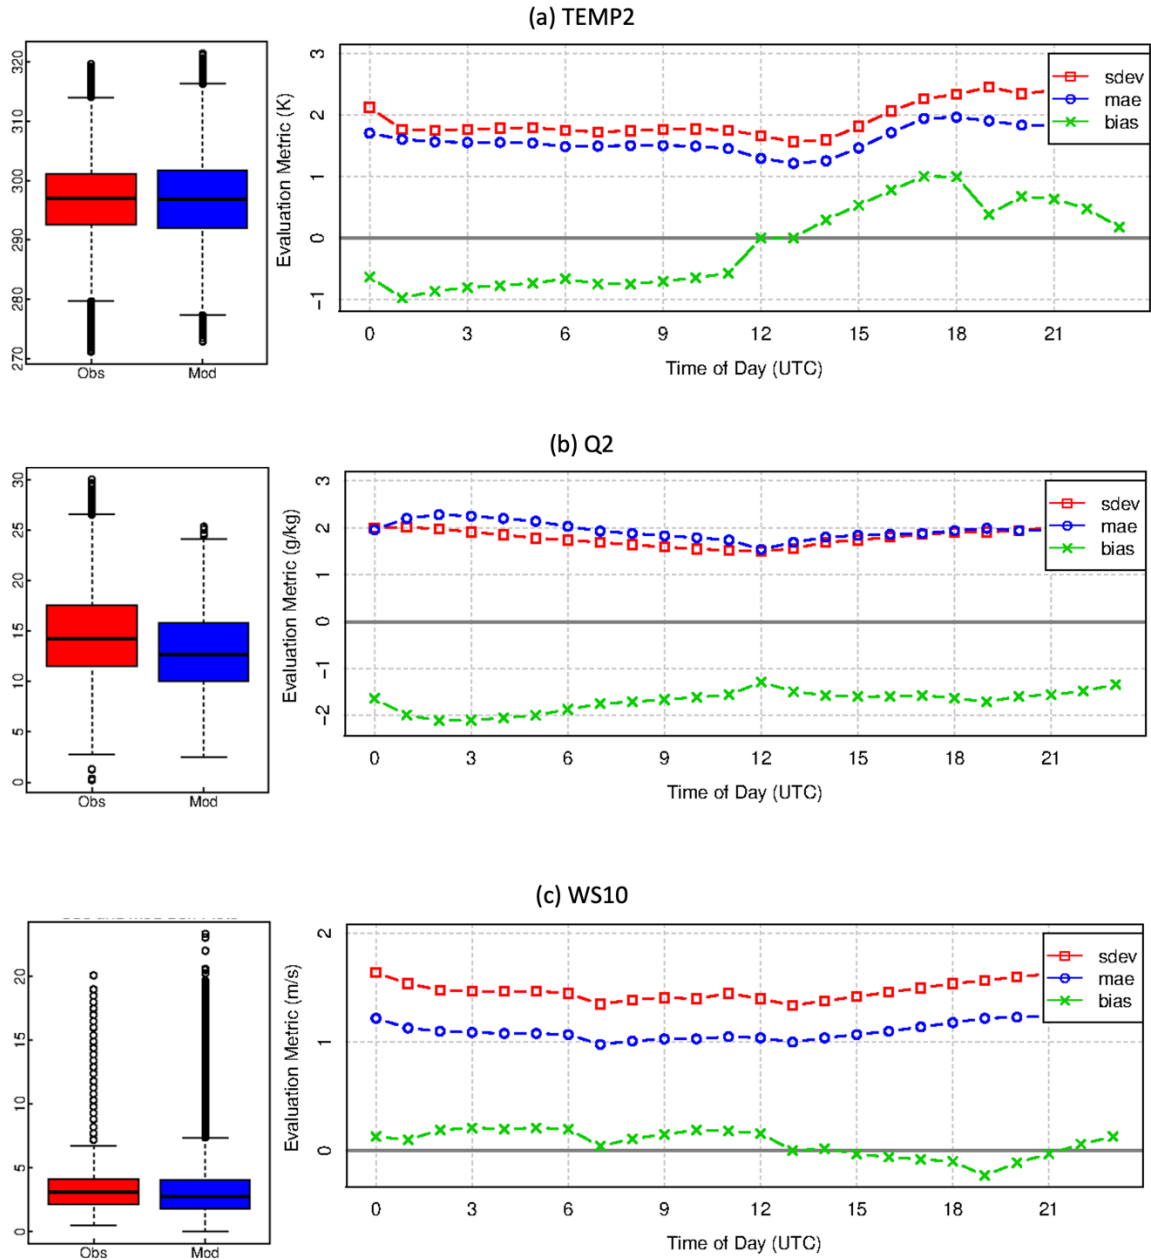 (a) TEMP2
320
310
300
290
280
270
Obs
Mod
Evaluation Metric (K)
3
2
1
0
−1
sdev
mae
bias
0 3 6 9 12 15 18 21
Time of Day (UTC)
(b) Q2
30
25
20
15
10
5
0
Obs
Mod
Evaluation Metric (g/kg)
3
2
1
0
−1
−2
sdev
mae
bias
0 3 6 9 12 15 18 21
Time of Day (UTC)
(c) WS10
20
15
10
5
0
Obs
Mod
Evaluation Metric (m/s)
2
1
0
sdev
mae
bias
0 3 6 9 12 15 18 21
Time of Day (UTC)